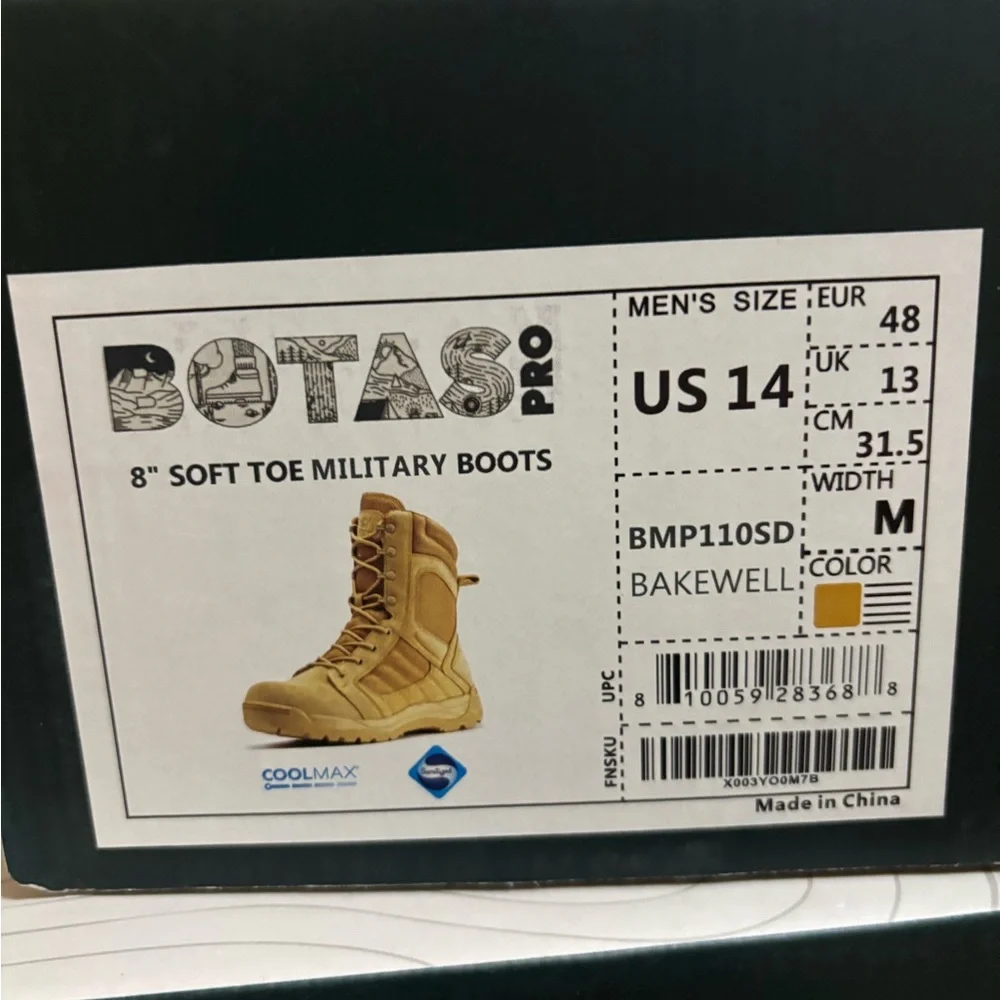 BOTAS PRO
8" SOFT TOE MILITARY BOOTS
COOLMAX
Sanitized
MEN'S SIZE
US 14
EUR
48
UK
13
CM
31.5
WIDTH
M
BMP110SD
BAKEWELL
COLOR
UPC
8 10059 28368 8
FNSKU
X003YO0M7B
Made in China